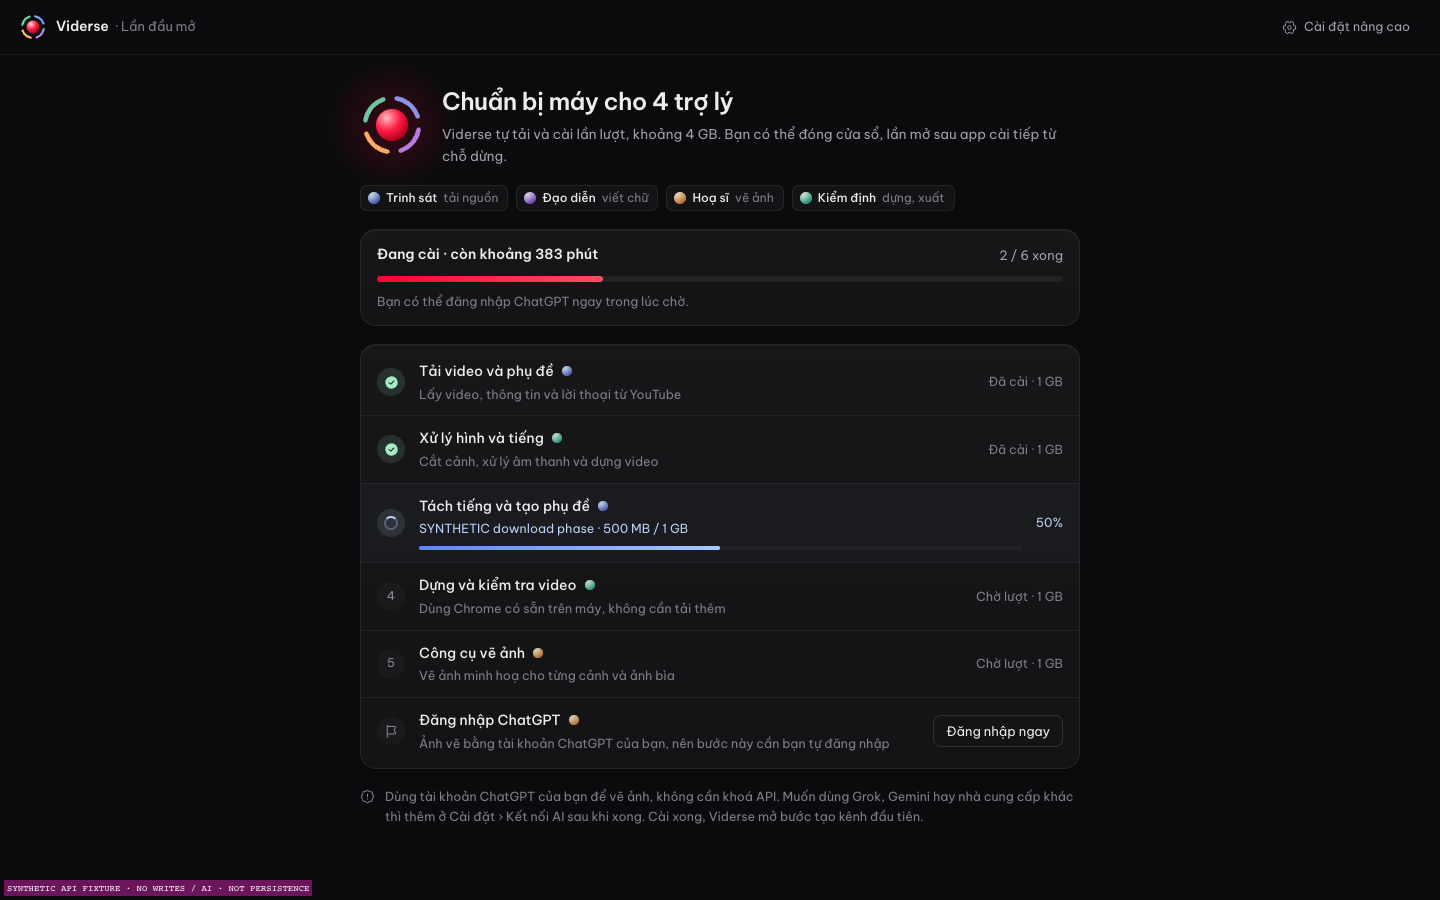 Viderse · Lần đầu mở
Cài đặt nâng cao
Chuẩn bị máy cho 4 trợ lý
Viderse tự tải và cài lần lượt, khoảng 4 GB. Bạn có thể đóng cửa sổ, lần mở sau app cài tiếp từ
chỗ dừng.
Trinh sát tải nguồn
Đạo diễn viết chữ
Hoạ sĩ vẽ ảnh
Kiểm định dựng, xuất
Đang cài · còn khoảng 383 phút
2 / 6 xong
Bạn có thể đăng nhập ChatGPT ngay trong lúc chờ.
Tải video và phụ đề
Lấy video, thông tin và lời thoại từ YouTube
Đã cài · 1 GB
Xử lý hình và tiếng
Cắt cảnh, xử lý âm thanh và dựng video
Đã cài · 1 GB
Tách tiếng và tạo phụ đề
SYNTHETIC download phase · 500 MB / 1 GB
50%
4
Dựng và kiểm tra video
Dùng Chrome có sẵn trên máy, không cần tải thêm
Chờ lượt · 1 GB
5
Công cụ vẽ ảnh
Vẽ ảnh minh hoạ cho từng cảnh và ảnh bìa
Chờ lượt · 1 GB
Đăng nhập ChatGPT
Ảnh vẽ bằng tài khoản ChatGPT của bạn, nên bước này cần bạn tự đăng nhập
Đăng nhập ngay
Dùng tài khoản ChatGPT của bạn để vẽ ảnh, không cần khoá API. Muốn dùng Grok, Gemini hay nhà cung cấp khác
thì thêm ở Cài đặt › Kết nối AI sau khi xong. Cài xong, Viderse mở bước tạo kênh đầu tiên.
SYNTHETIC API FIXTURE · NO WRITES / AI · NOT PERSISTENCE